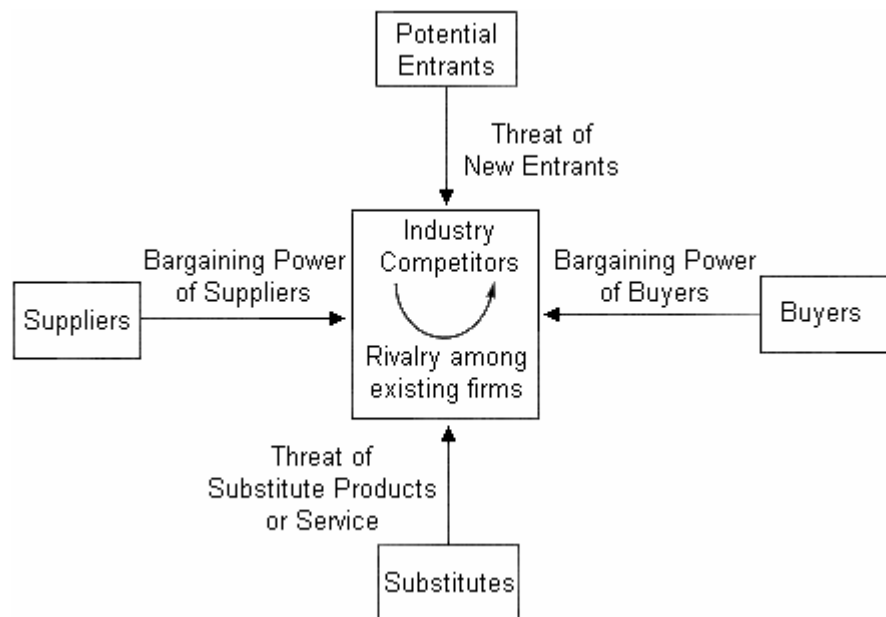 Potential
Entrants
Threat of
New Entrants
Industry
Competitors
Bargaining Power
of Suppliers
Bargaining Power
of Buyers
Suppliers
Buyers
Rivalry among
existing firms
Threat of
Substitute Products
or Service
Substitutes